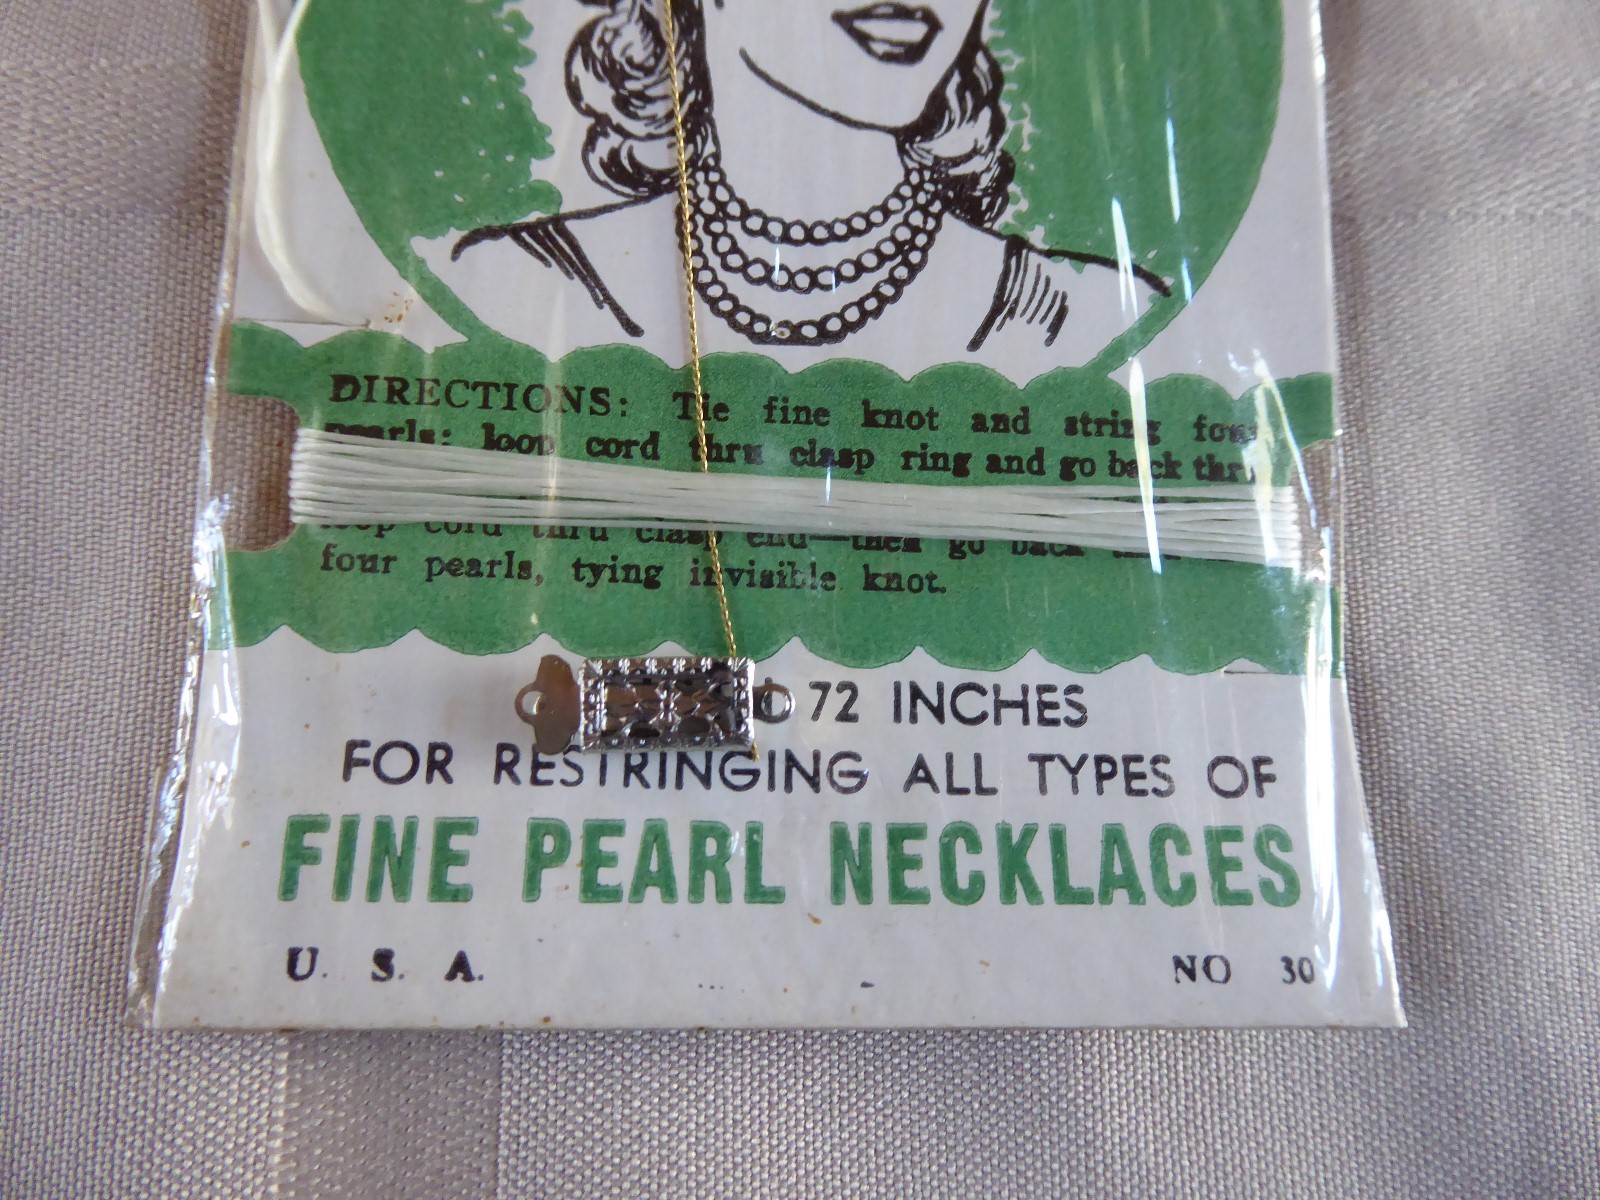 DIRECTIONS: Tie fine knot and string four
pearls; loop cord thru clasp ring and go back thru
loop cord thru clasp end—then go back
four pearls, tying invisible knot.
72 INCHES
FOR RESTRINGING ALL TYPES OF
FINE PEARL NECKLACES
U. S. A.
NO 30